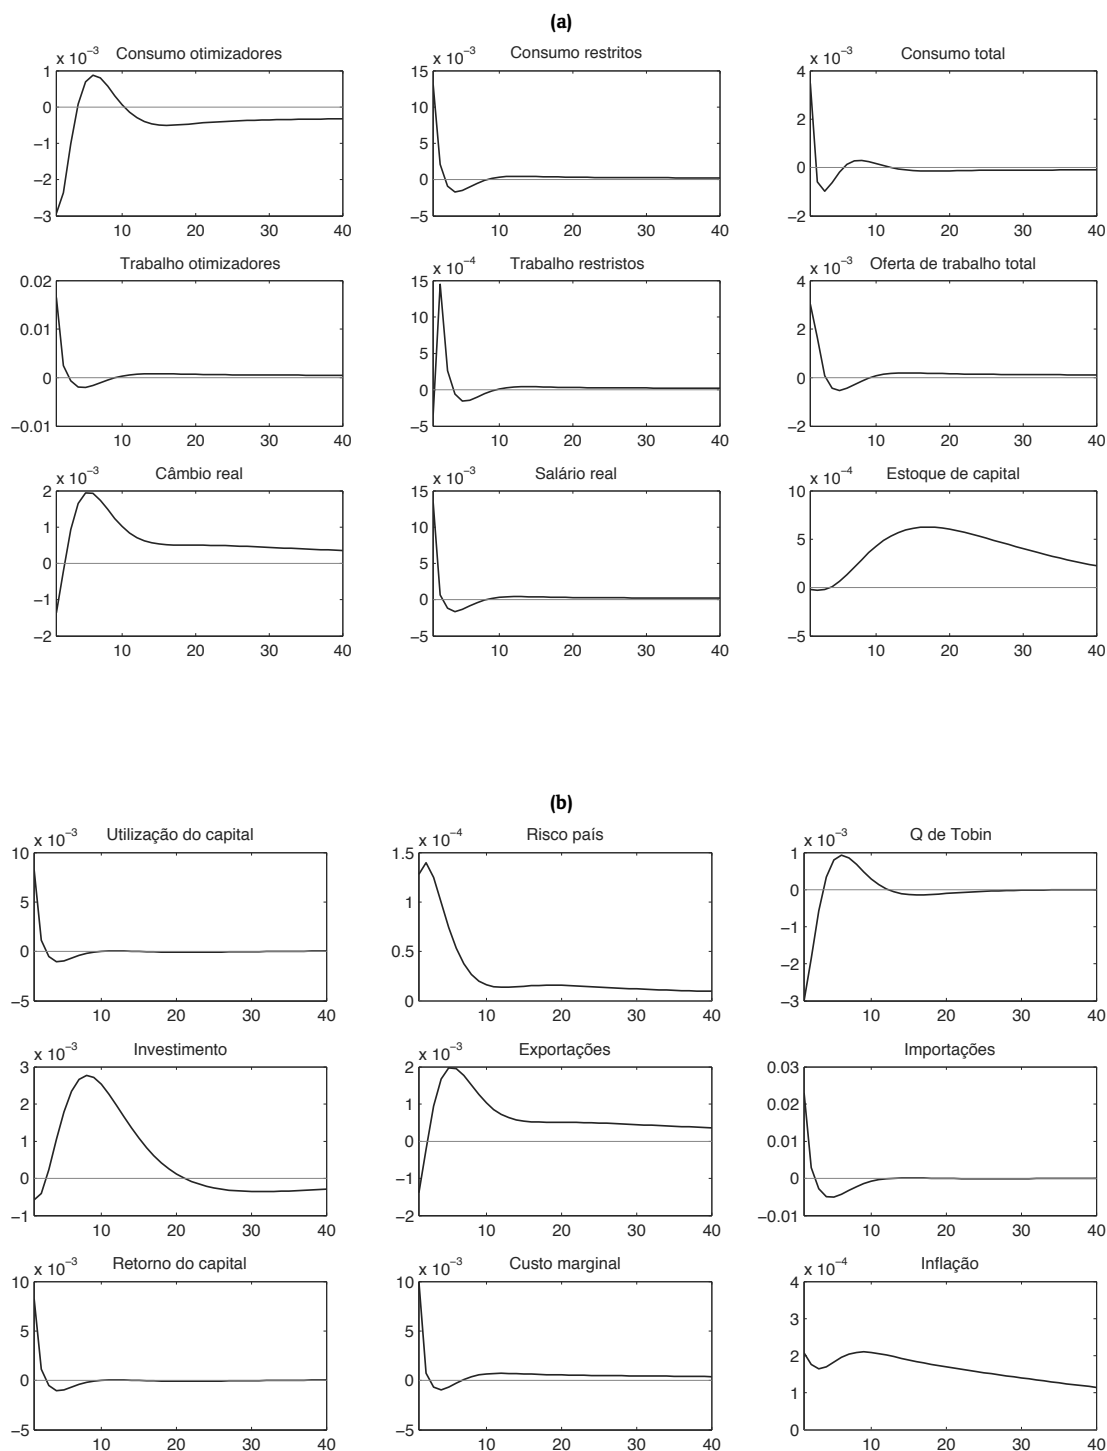 (a)
Consumo otimizadores
x 10⁻³
1
0
−1
−2
−3
10 20 30 40
Consumo restritos
x 10⁻³
15
10
5
0
−5
10 20 30 40
Consumo total
x 10⁻³
4
2
0
−2
10 20 30 40
Trabalho otimizadores
0.02
0.01
0
−0.01
10 20 30 40
Trabalho restristos
x 10⁻⁴
15
10
5
0
−5
10 20 30 40
Oferta de trabalho total
x 10⁻³
4
2
0
−2
10 20 30 40
Câmbio real
x 10⁻³
2
1
0
−1
−2
10 20 30 40
Salário real
x 10⁻³
15
10
5
0
−5
10 20 30 40
Estoque de capital
x 10⁻⁴
10
5
0
−5
10 20 30 40
(b)
Utilização do capital
x 10⁻³
10
5
0
−5
10 20 30 40
Risco país
x 10⁻⁴
1.5
1
0.5
0
10 20 30 40
Q de Tobin
x 10⁻³
1
0
−1
−2
−3
10 20 30 40
Investimento
x 10⁻³
3
2
1
0
−1
10 20 30 40
Exportações
x 10⁻³
2
1
0
−1
−2
10 20 30 40
Importações
0.03
0.02
0.01
0
−0.01
10 20 30 40
Retorno do capital
x 10⁻³
10
5
0
−5
10 20 30 40
Custo marginal
x 10⁻³
10
5
0
−5
10 20 30 40
Inflação
x 10⁻⁴
4
3
2
1
0
10 20 30 40